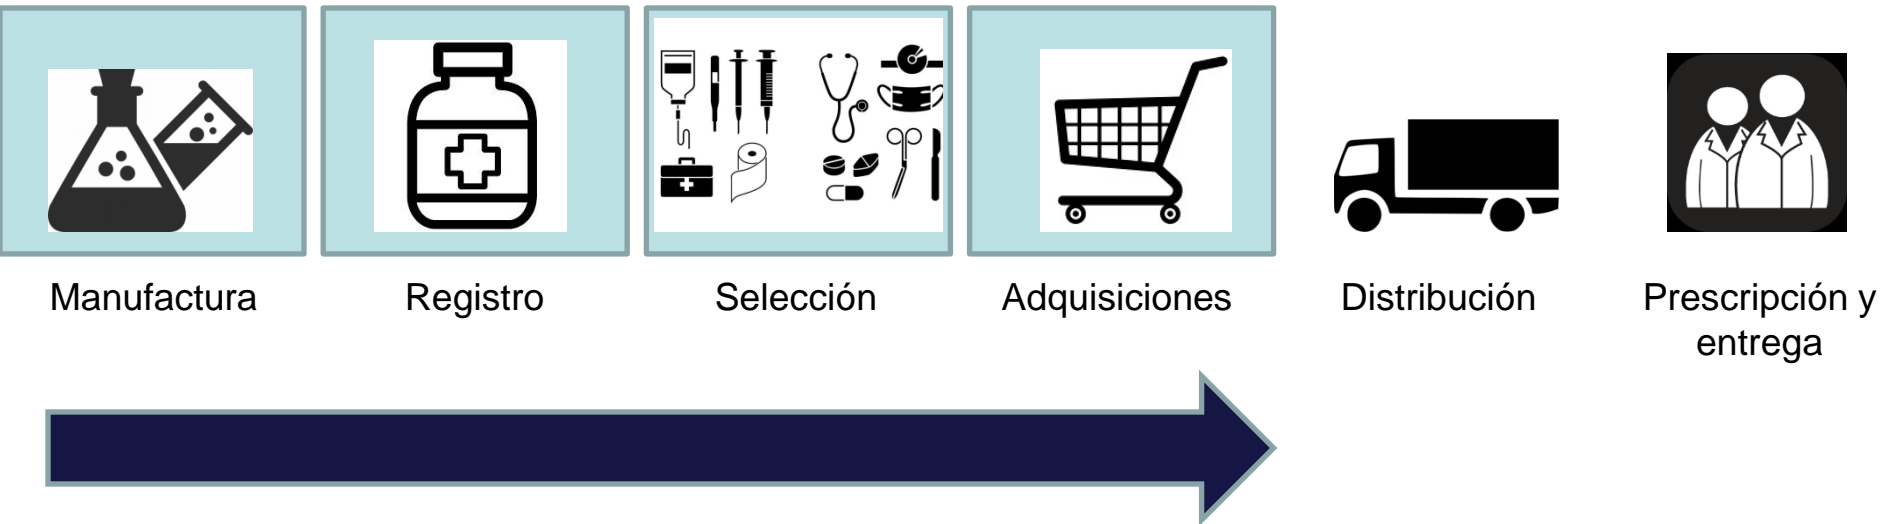 Manufactura
Registro
Selección
Adquisiciones
Distribución
Prescripción y
entrega